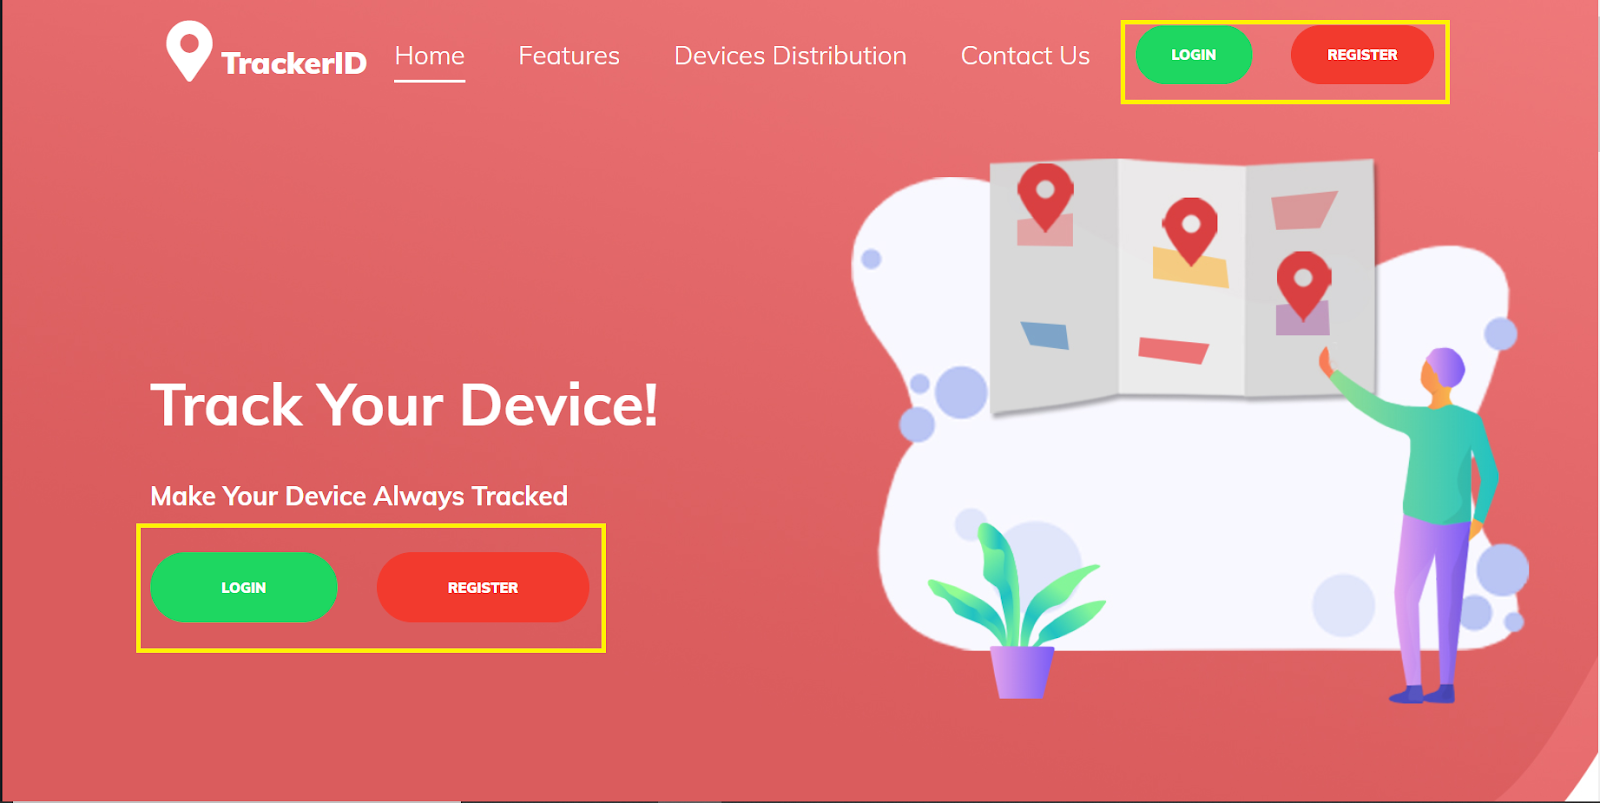 TrackerID Home Features Devices Distribution Contact Us LOGIN REGISTER
Track Your Device!
Make Your Device Always Tracked
LOGIN REGISTER